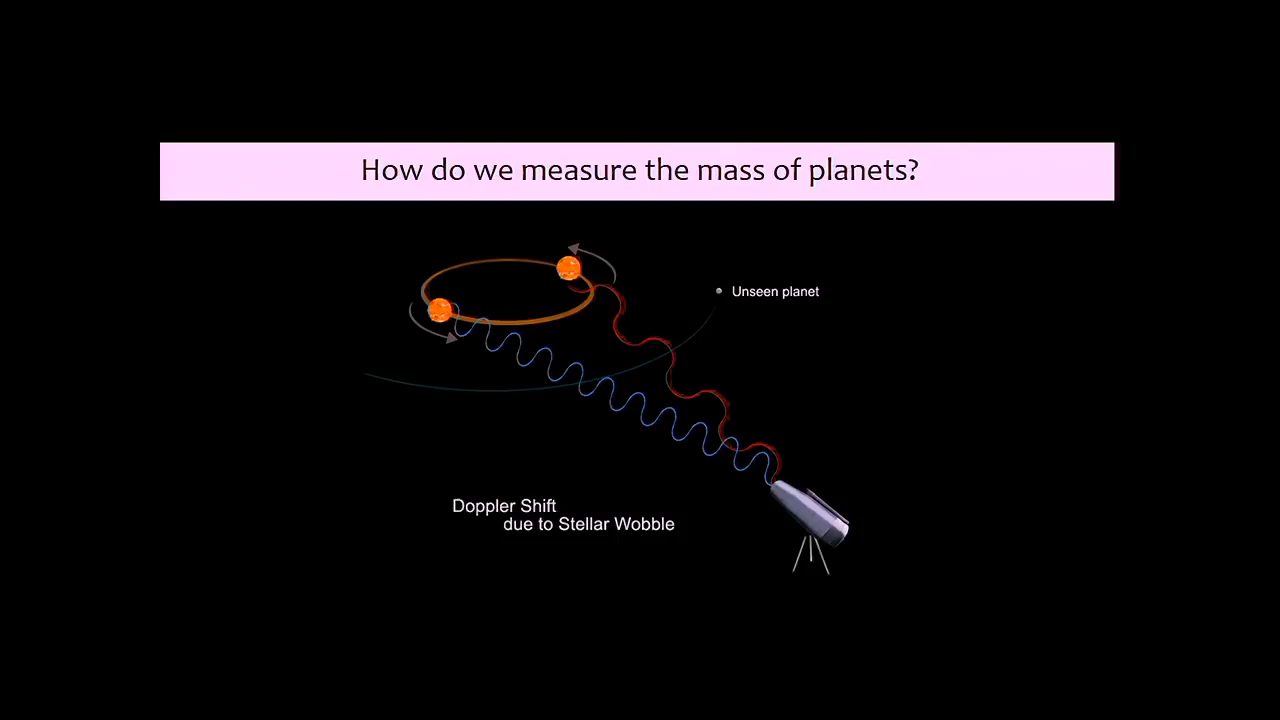 How do we measure the mass of planets?
Unseen planet
Doppler Shift
due to Stellar Wobble